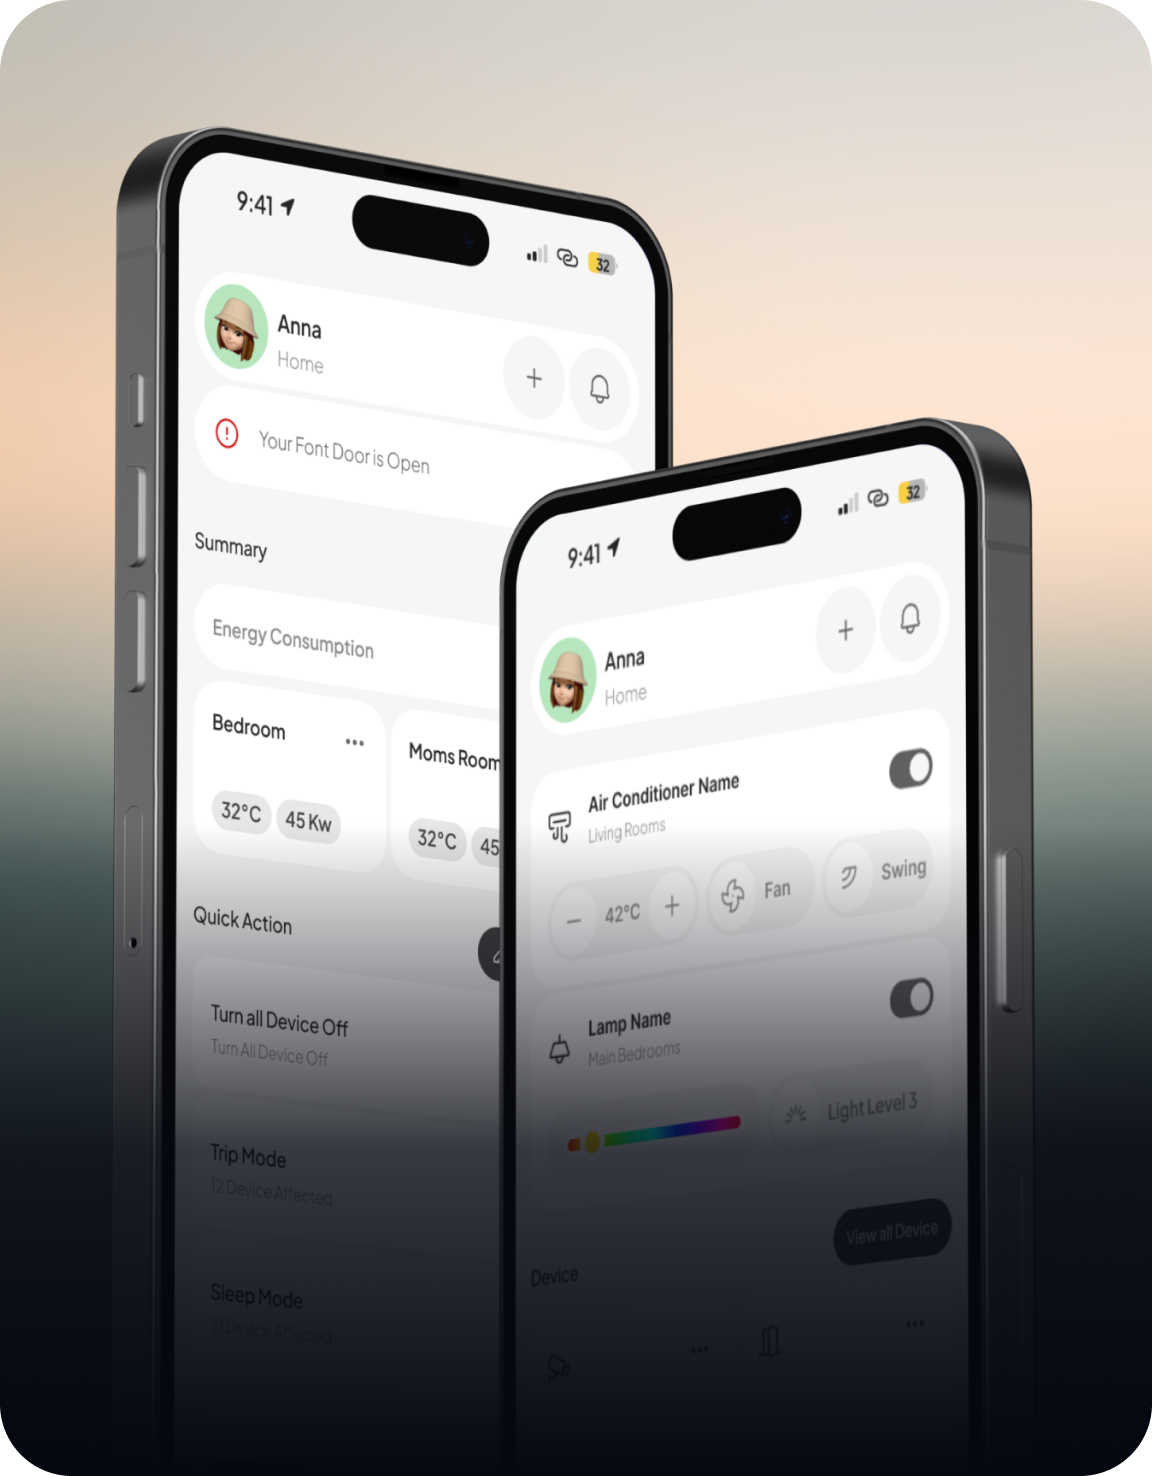 9:41
32
Anna
Home
Your Font Door is Open
Summary
Energy Consumption
Bedroom
Moms Room
32°C
45 Kw
32°C
45
Quick Action
Turn all Device Off
Turn All Device Off
Trip Mode
12 Device Affected
Sleep Mode
21 Device Affected
9:41
32
Anna
Home
Air Conditioner Name
Living Rooms
42°C
Fan
Swing
Lamp Name
Main Bedrooms
Light Level 3
View all Device
Device